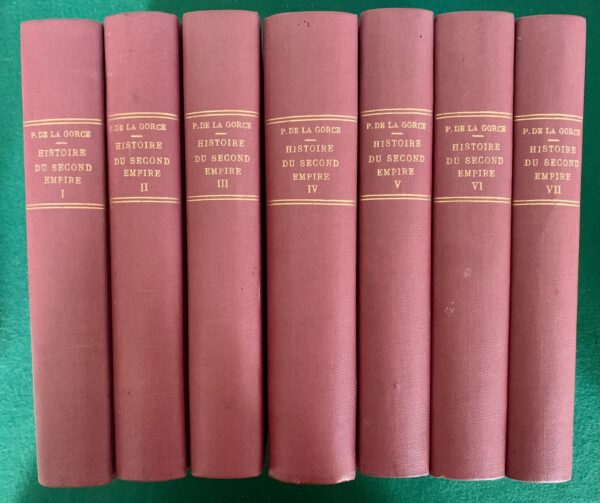 P. DE LA GORCE
HISTOIRE
DU SECOND
EMPIRE
I
P. DE LA GORCE
HISTOIRE
DU SECOND
EMPIRE
II
P. DE LA GORCE
HISTOIRE
DU SECOND
EMPIRE
III
P. DE LA GORCE
HISTOIRE
DU SECOND
EMPIRE
IV
P. DE LA GORCE
HISTOIRE
DU SECOND
EMPIRE
V
P. DE LA GORCE
HISTOIRE
DU SECOND
EMPIRE
VI
P. DE LA GORCE
HISTOIRE
DU SECOND
EMPIRE
VII